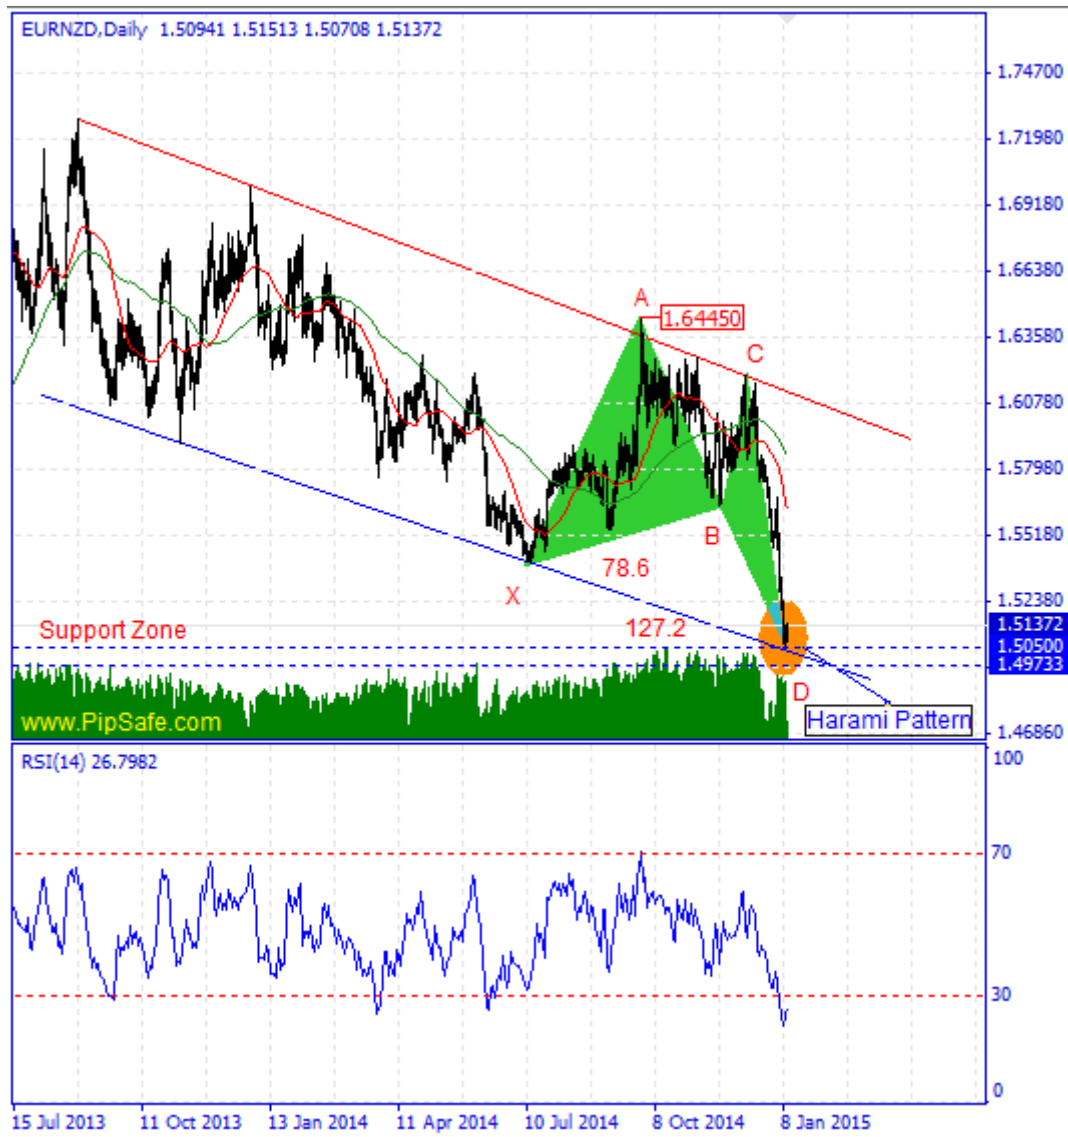 EURNZD,Daily 1.50941 1.51513 1.50708 1.51372
1.74700
1.71980
1.69180
1.66380
1.63580
1.60780
1.57980
1.55180
1.52380
1.51372
1.50500
1.49733
1.46860
A
1.64450
C
B
78.6
X
127.2
Support Zone
D
Harami Pattern
www.PipSafe.com
RSI(14) 26.7982
100
70
30
0
15 Jul 2013 11 Oct 2013 13 Jan 2014 11 Apr 2014 10 Jul 2014 8 Oct 2014 8 Jan 2015